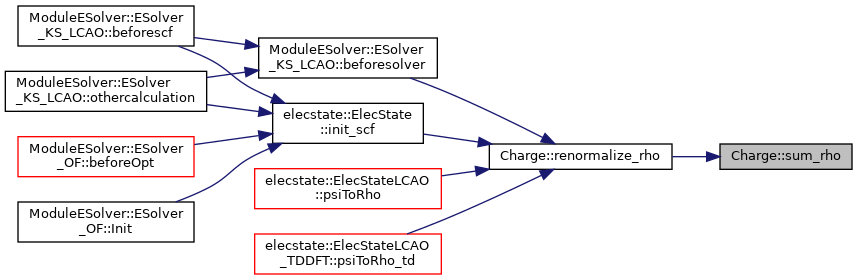 ModuleESolver::ESolver
_KS_LCAO::beforescf
ModuleESolver::ESolver
_KS_LCAO::othercalculation
ModuleESolver::ESolver
_OF::beforeOpt
ModuleESolver::ESolver
_OF::Init
ModuleESolver::ESolver
_KS_LCAO::beforesolver
elecstate::ElecState
::init_scf
elecstate::ElecStateLCAO
::psiToRho
elecstate::ElecStateLCAO
_TDDFT::psiToRho_td
Charge::renormalize_rho
Charge::sum_rho